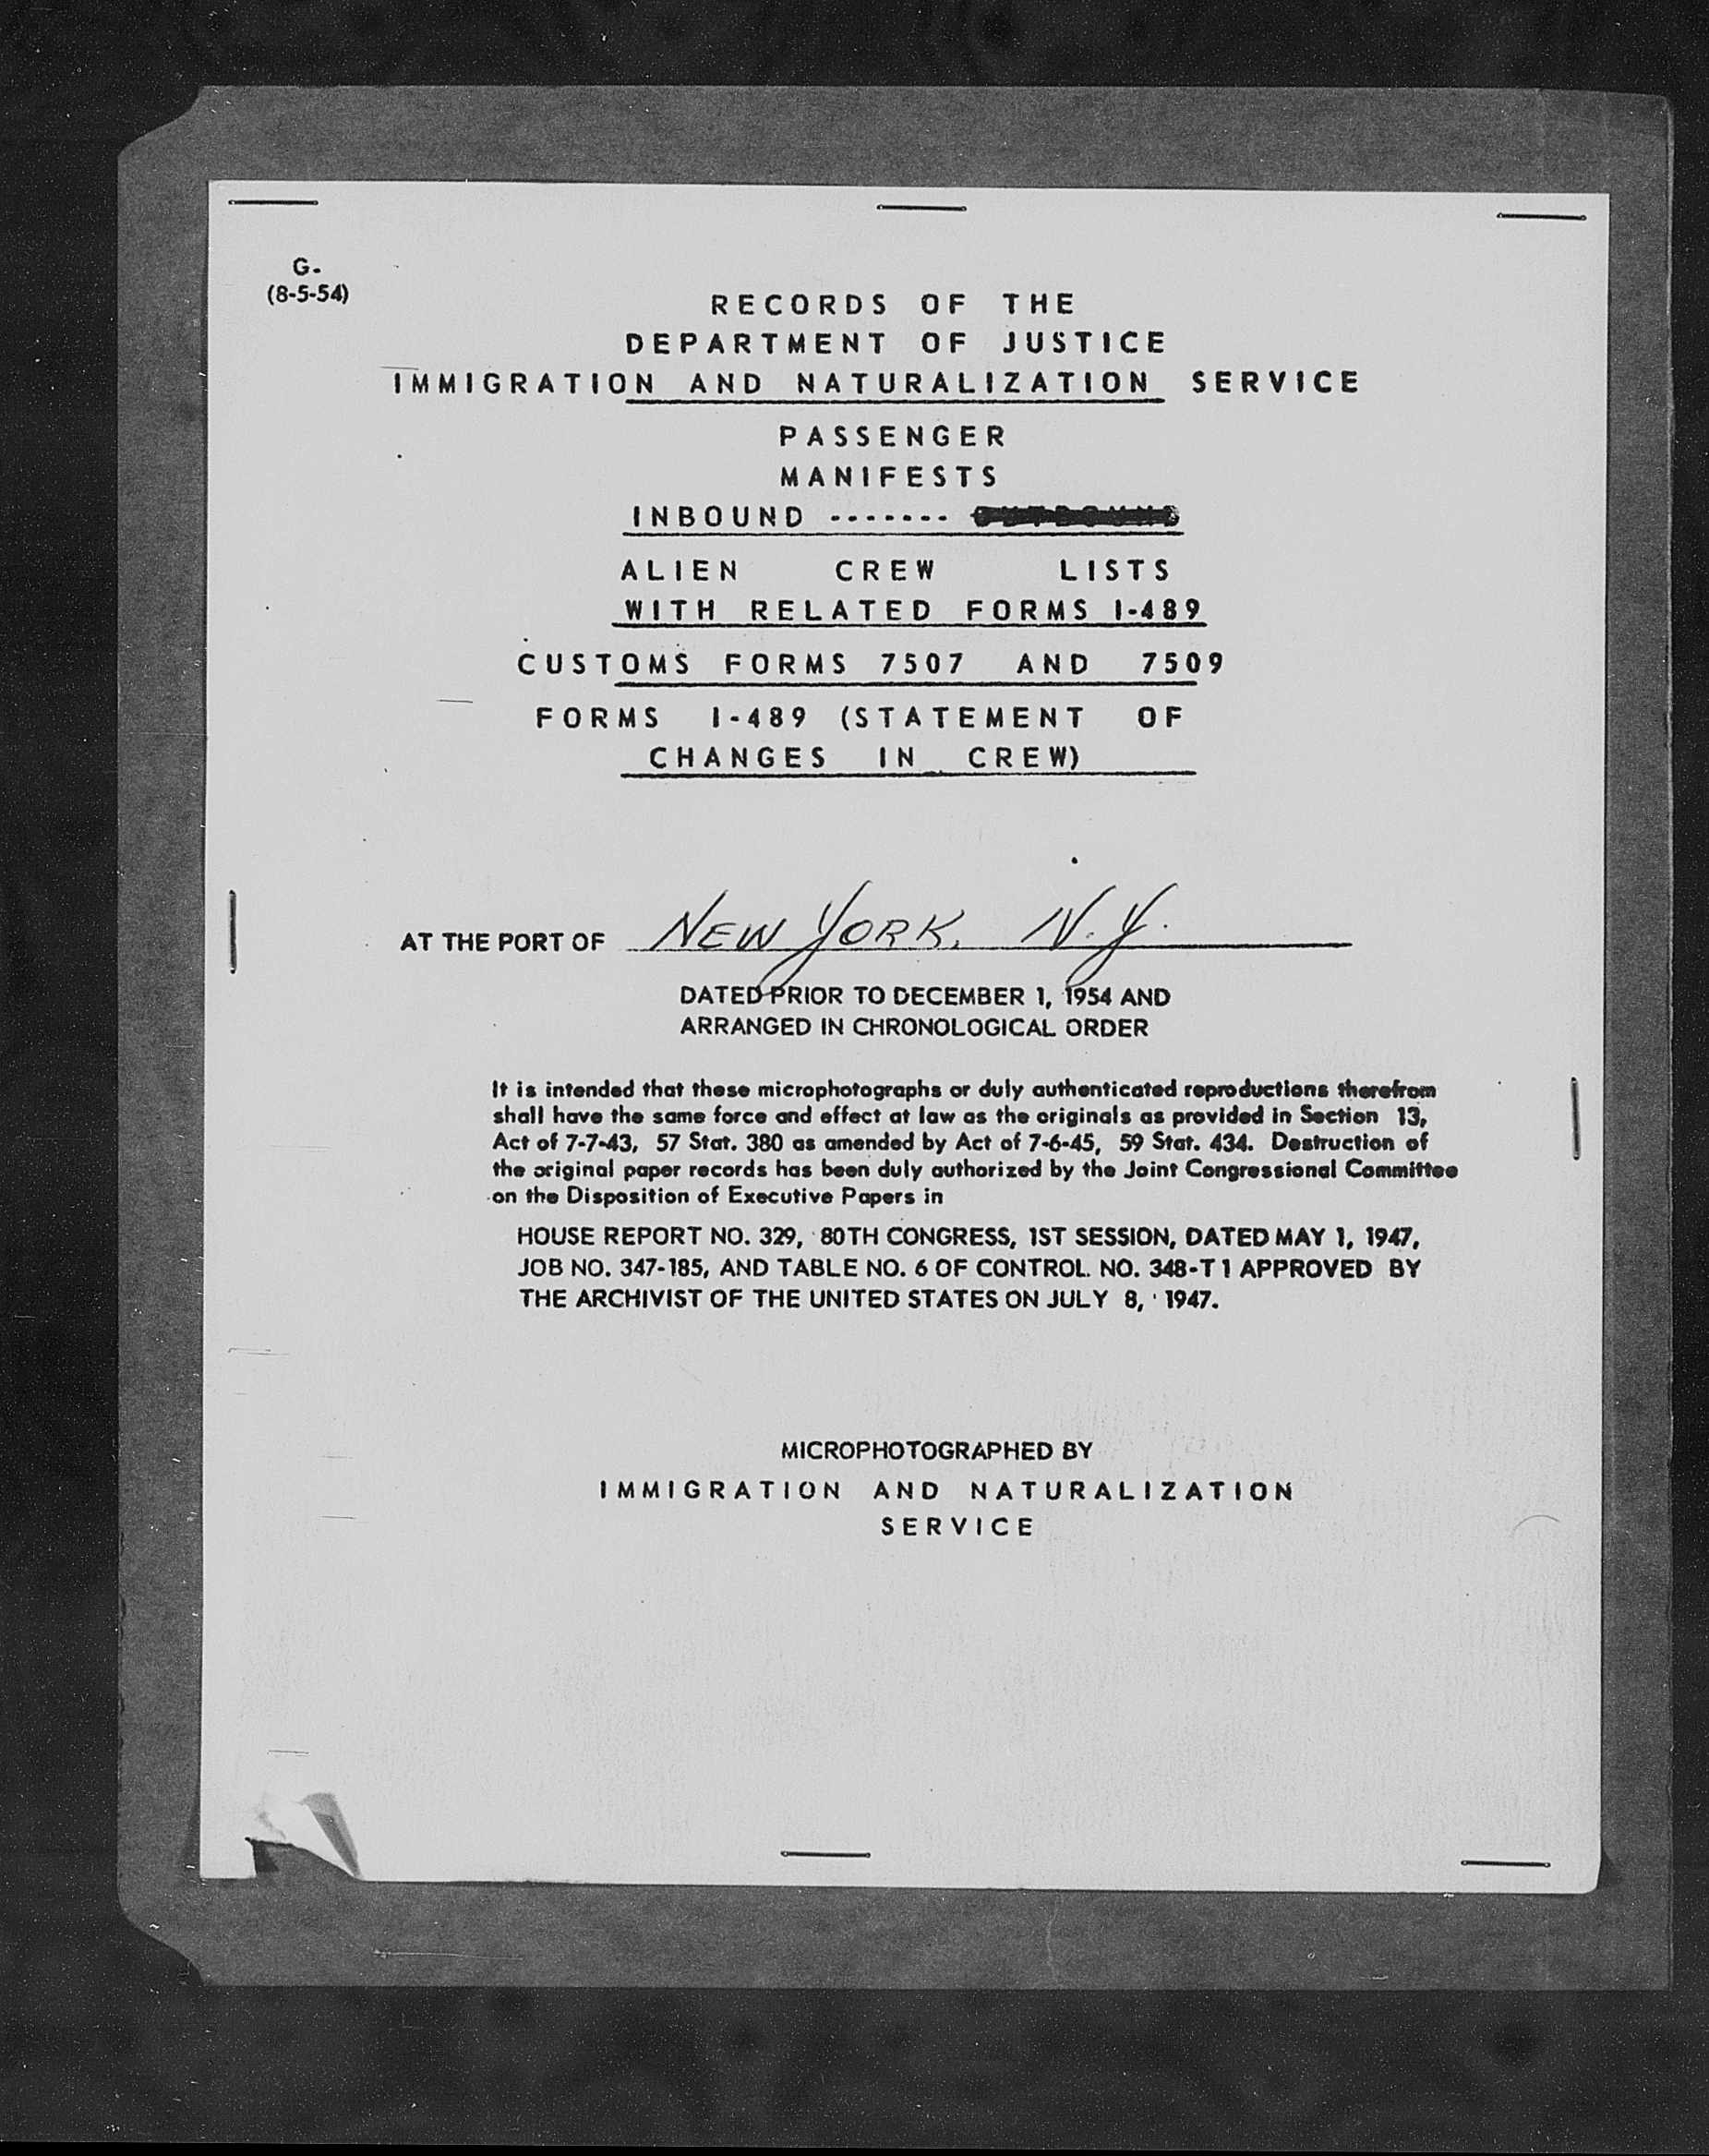 G-
(8-5-54)
RECORDS OF THE
DEPARTMENT OF JUSTICE
IMMIGRATION AND NATURALIZATION SERVICE
PASSENGER
MANIFESTS
INBOUND ------- OUTBOUND
ALIEN CREW LISTS
WITH RELATED FORMS I-489
CUSTOMS FORMS 7507 AND 7509
FORMS I-489 (STATEMENT OF
CHANGES IN CREW)
AT THE PORT OF NEW YORK, N.Y.
DATED PRIOR TO DECEMBER 1, 1954 AND
ARRANGED IN CHRONOLOGICAL ORDER
It is intended that these microphotographs or duly authenticated reproductions therefrom
shall have the same force and effect at law as the originals as provided in Section 13,
Act of 7-7-43, 57 Stat. 380 as amended by Act of 7-6-45, 59 Stat. 434. Destruction of
the original paper records has been duly authorized by the Joint Congressional Committee
on the Disposition of Executive Papers in
HOUSE REPORT NO. 329, 80TH CONGRESS, 1ST SESSION, DATED MAY 1, 1947,
JOB NO. 347-185, AND TABLE NO. 6 OF CONTROL NO. 348-T1 APPROVED BY
THE ARCHIVIST OF THE UNITED STATES ON JULY 8, 1947.
MICROPHOTOGRAPHED BY
IMMIGRATION AND NATURALIZATION
SERVICE